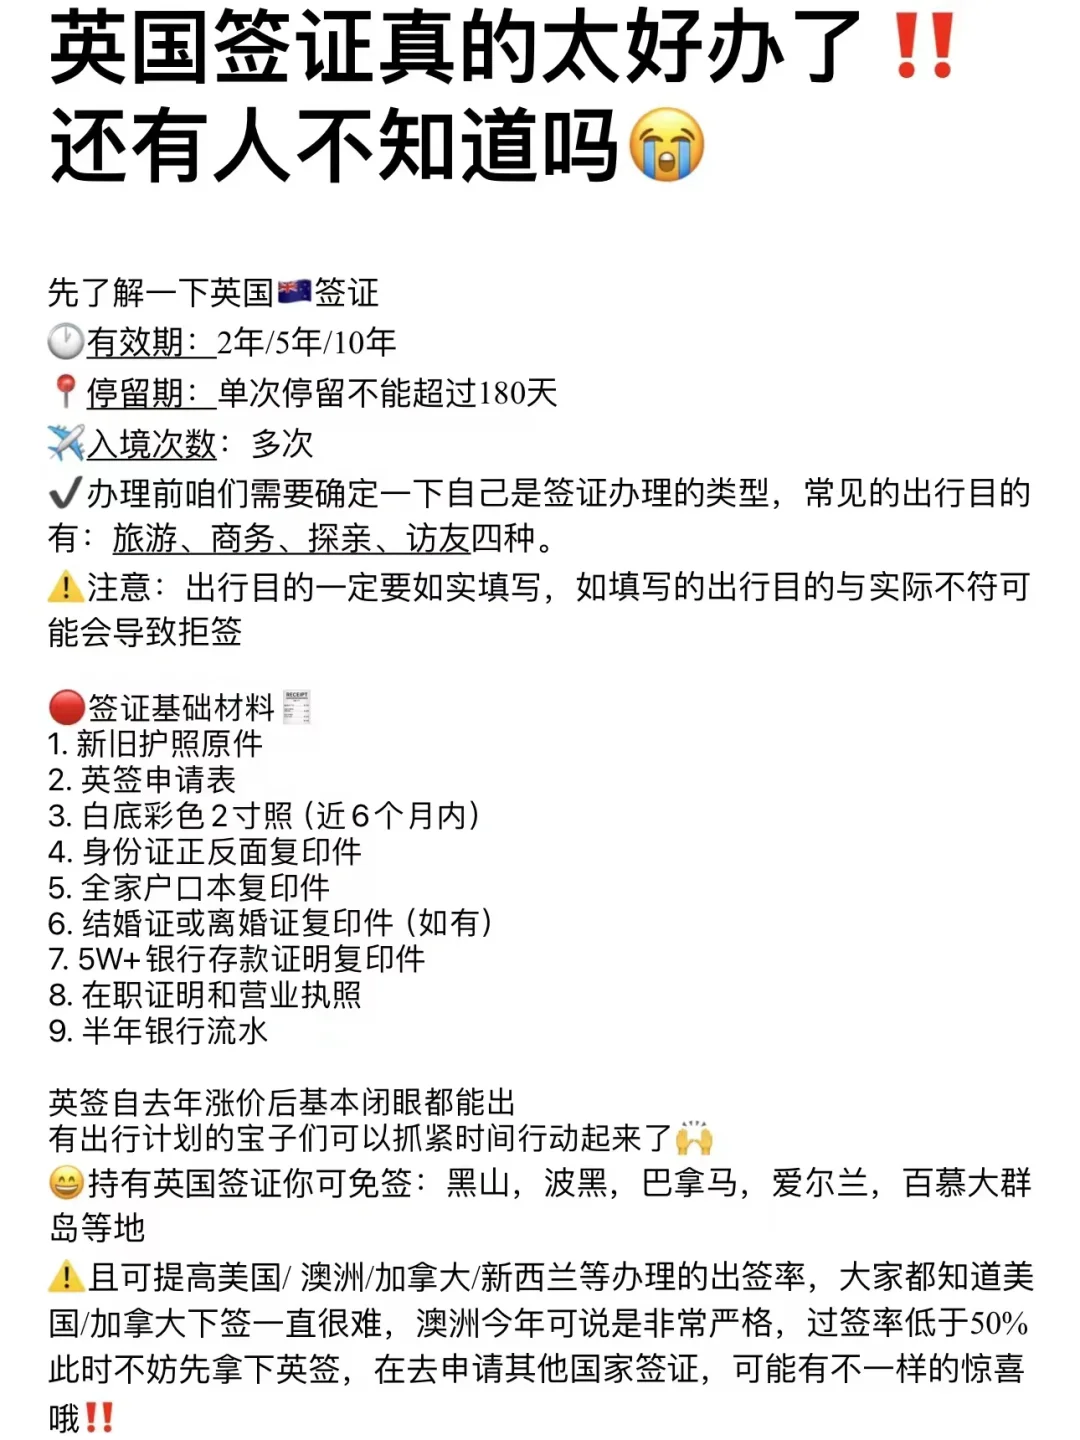 英国签证真的太好办了‼️
还有人不知道吗😭
先了解一下英国🇳🇿签证
🕐有效期：2年/5年/10年
📍停留期：单次停留不能超过180天
✈️入境次数：多次
✔️办理前咱们需要确定一下自己是签证办理的类型，常见的出行目的
有：旅游、商务、探亲、访友四种。
⚠️注意：出行目的一定要如实填写，如填写的出行目的与实际不符可
能会导致拒签
🔴签证基础材料🧾
1. 新旧护照原件
2. 英签申请表
3. 白底彩色2寸照（近6个月内）
4. 身份证正反面复印件
5. 全家户口本复印件
6. 结婚证或离婚证复印件（如有）
7. 5W+银行存款证明复印件
8. 在职证明和营业执照
9. 半年银行流水
英签自去年涨价后基本闭眼都能出
有出行计划的宝子们可以抓紧时间行动起来了🙌
😄持有英国签证你可免签：黑山，波黑，巴拿马，爱尔兰，百慕大群
岛等地
⚠️且可提高美国/ 澳洲/加拿大/新西兰等办理的出签率，大家都知道美
国/加拿大下签一直很难，澳洲今年可说是非常严格，过签率低于50%
此时不妨先拿下英签，在去申请其他国家签证，可能有不一样的惊喜
哦‼️